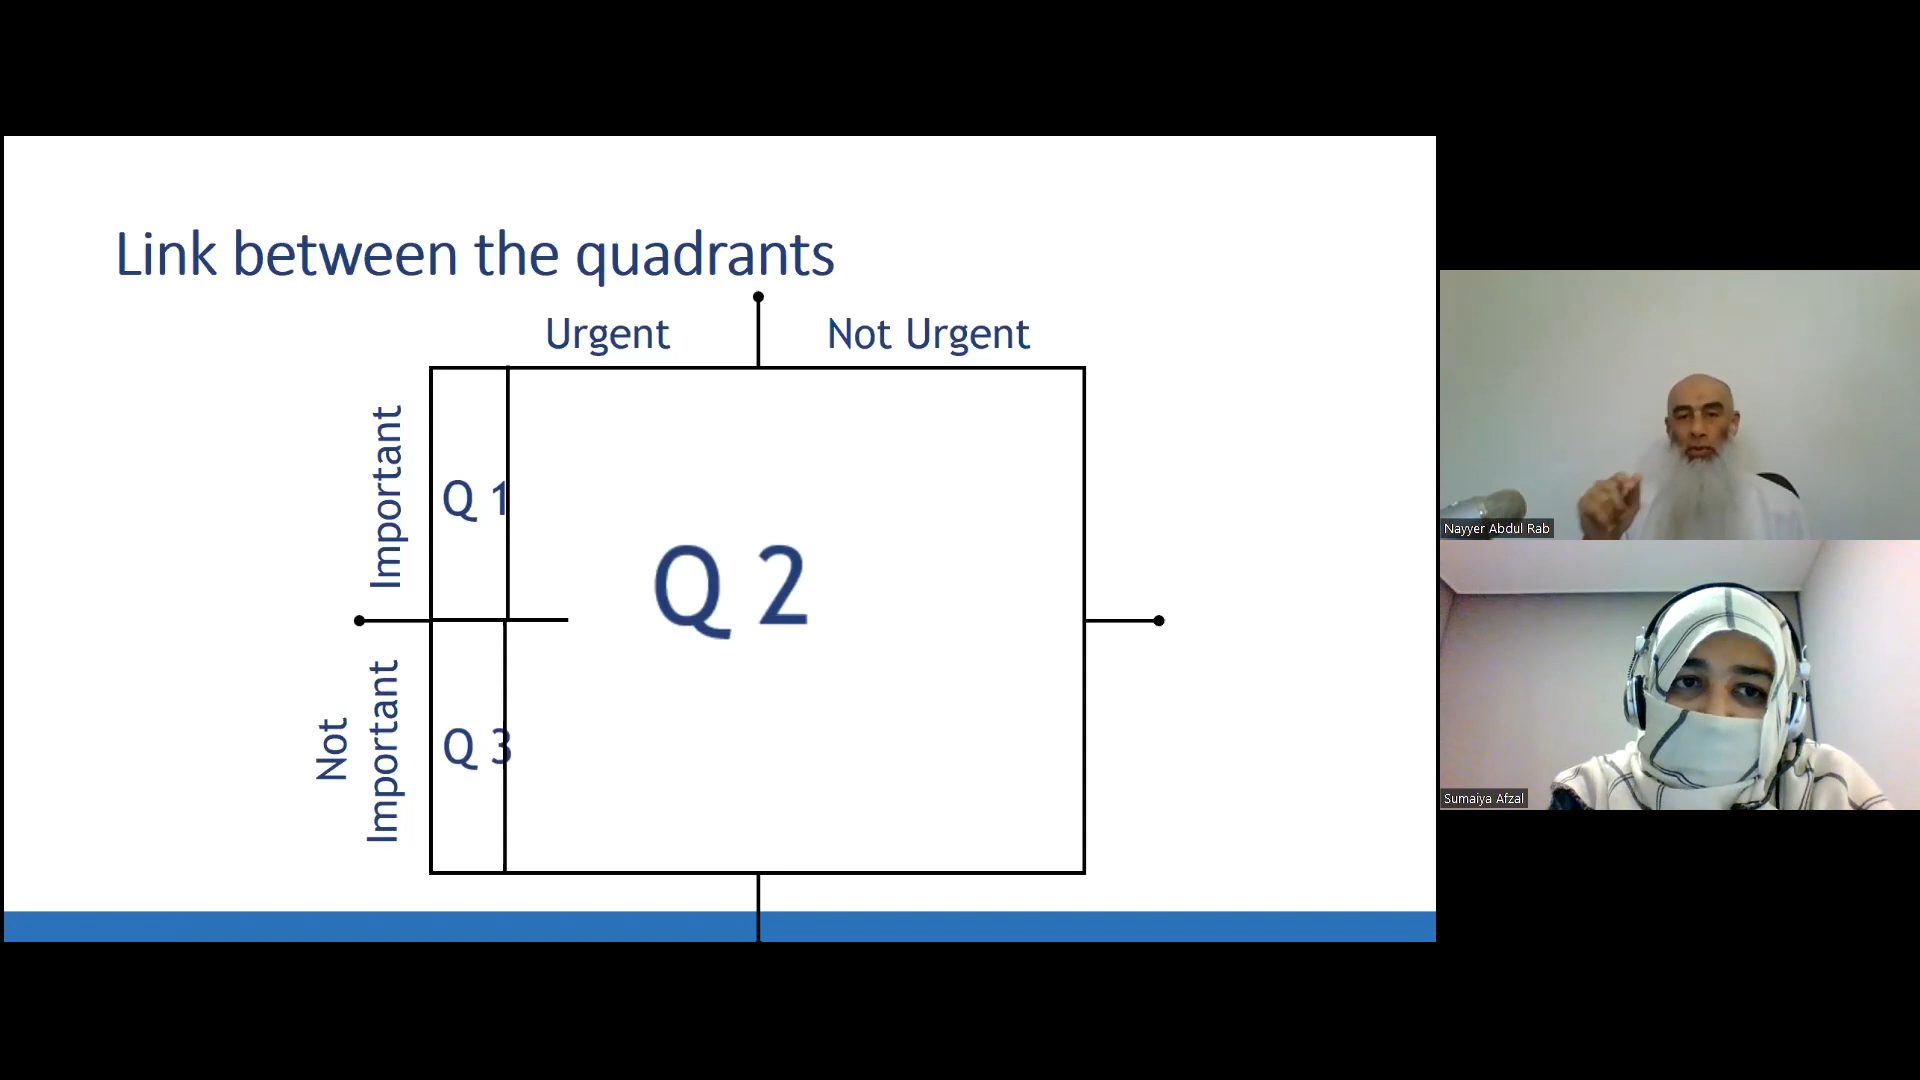 Link between the quadrants
Urgent
Not Urgent
Important
Q 1
Q 2
Not
Important
Q 3
Nayyer Abdul Rab
Sumaiya Afzal